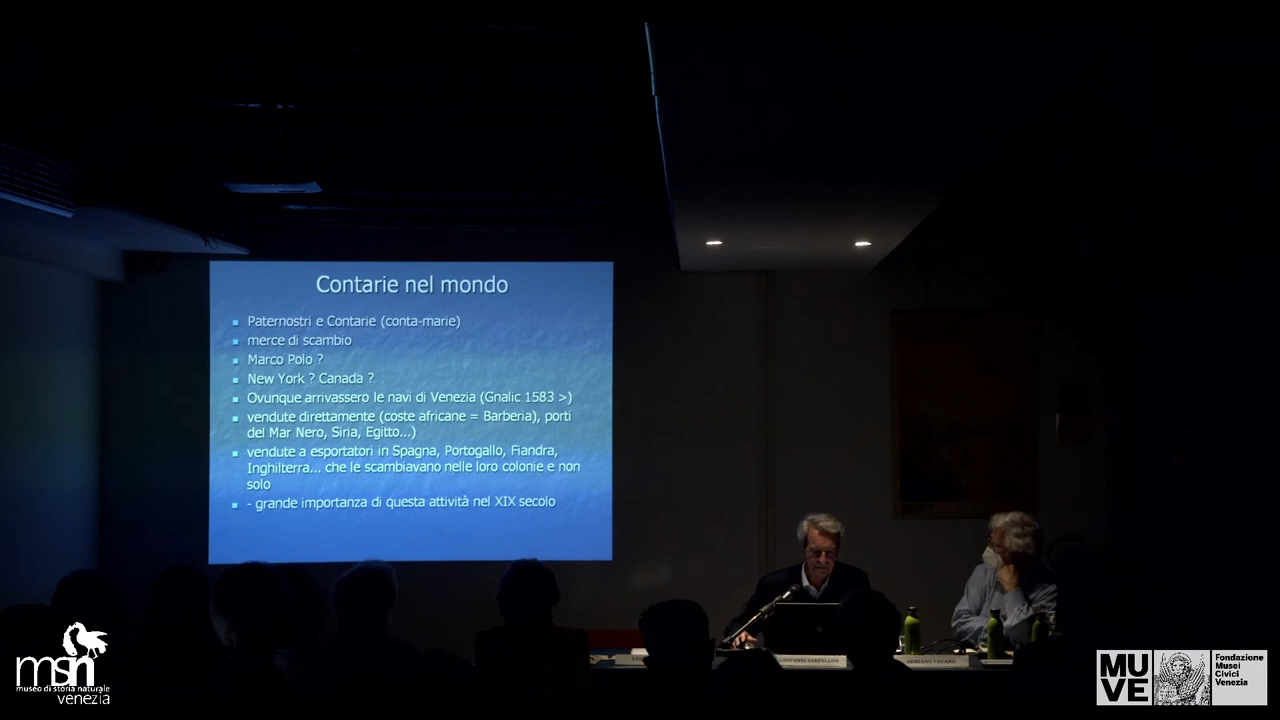 Contarie nel mondo
Paternostri e Contarie (conta-marie)
merce di scambio
Marco Polo ?
New York ? Canada ?
Ovunque arrivassero le navi di Venezia (Gnalic 1583 >)
vendute direttamente (coste africane = Barberia), porti
del Mar Nero, Siria, Egitto...)
vendute a esportatori in Spagna, Portogallo, Fiandra,
Inghilterra... che le scambiavano nelle loro colonie e non
solo
- grande importanza di questa attività nel XIX secolo
GIOVANNI SARPELLON
ADRIANO FAVARO
msn
museo di storia naturale
venezia
MU
VE
Fondazione
Musei
Civici
Venezia